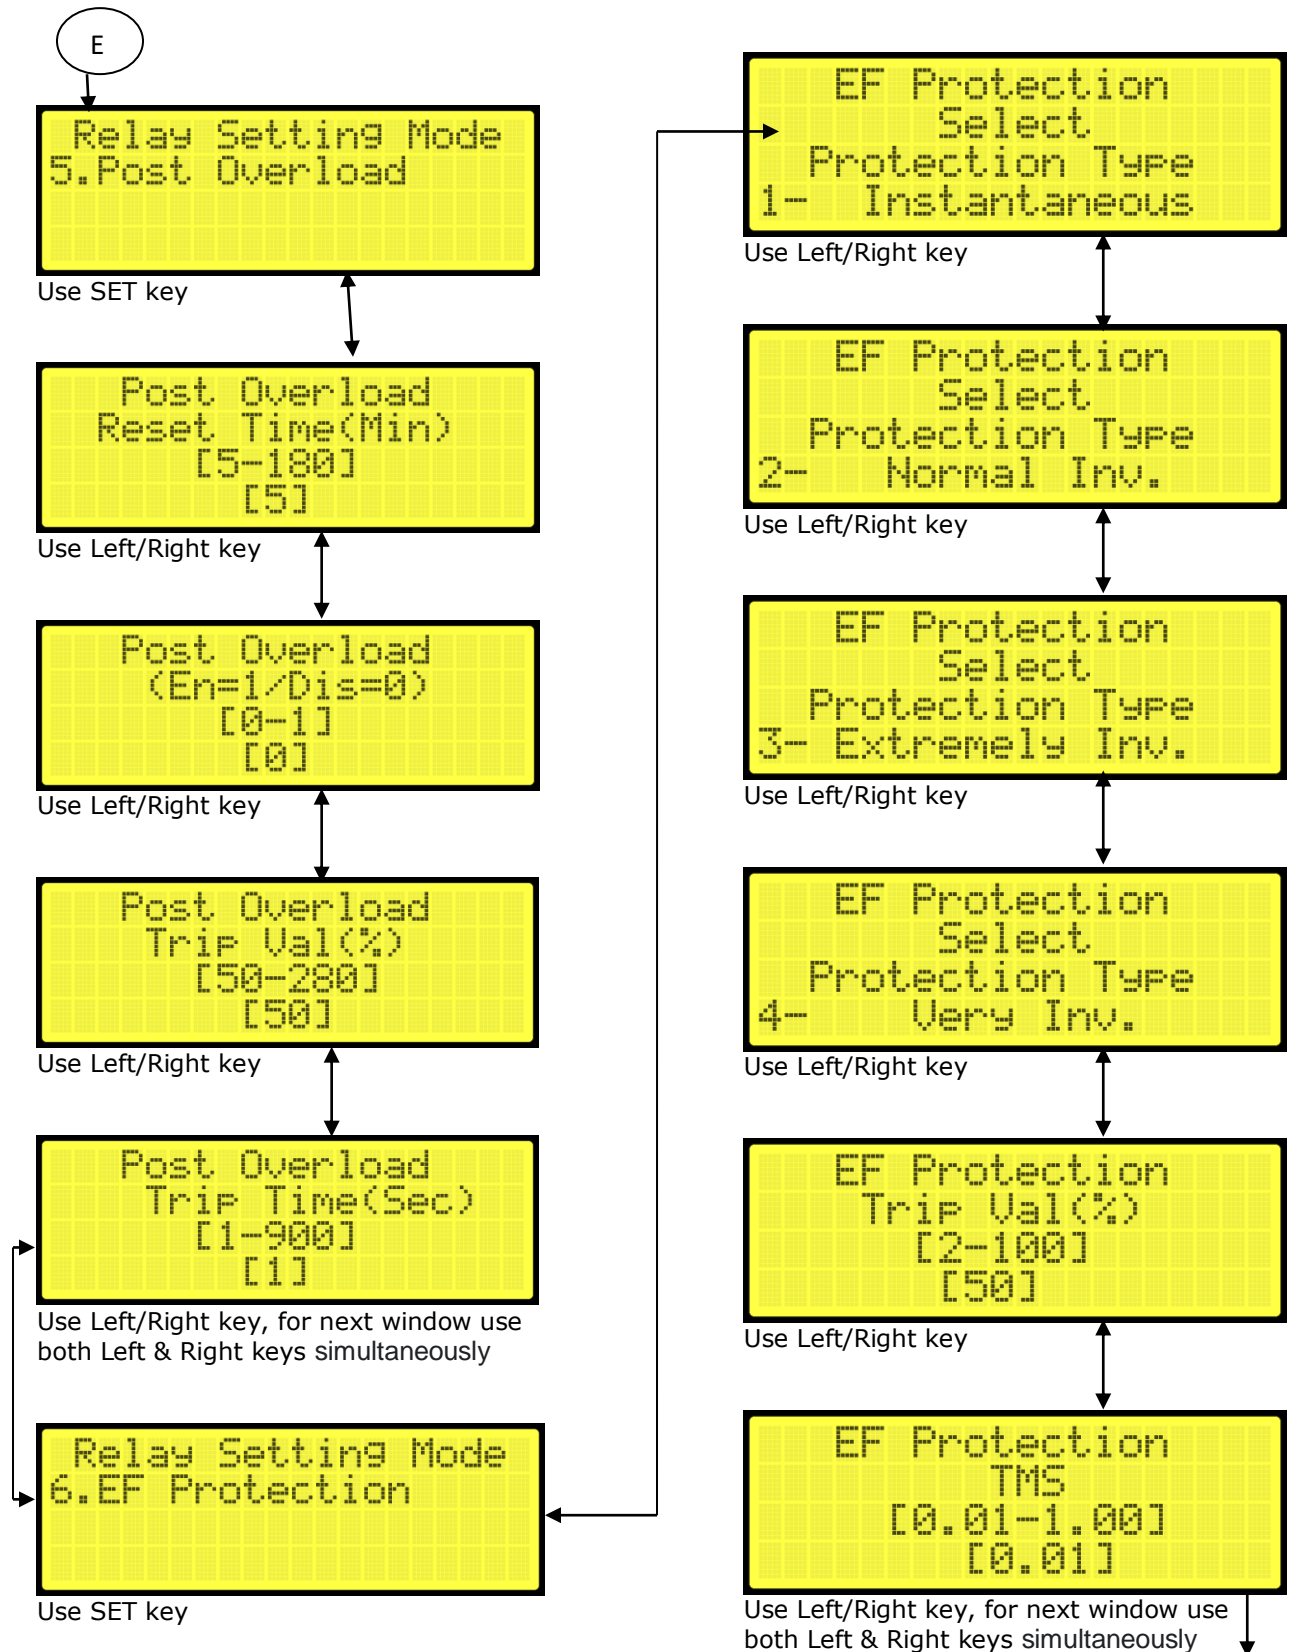 E
Relay Setting Mode
5.Post Overload
Use SET key
Post Overload
Reset Time(Min)
[5-180]
[5]
Use Left/Right key
Post Overload
(En=1/Dis=0)
[0-1]
[0]
Use Left/Right key
Post Overload
Trip Val(%)
[50-280]
[50]
Use Left/Right key
Post Overload
Trip Time(Sec)
[1-900]
[1]
Use Left/Right key, for next window use
both Left & Right keys simultaneously
Relay Setting Mode
6.EF Protection
Use SET key
EF Protection
Select
Protection Type
1- Instantaneous
Use Left/Right key
EF Protection
Select
Protection Type
2- Normal Inv.
Use Left/Right key
EF Protection
Select
Protection Type
3- Extremely Inv.
Use Left/Right key
EF Protection
Select
Protection Type
4- Very Inv.
Use Left/Right key
EF Protection
Trip Val(%)
[2-100]
[50]
Use Left/Right key
EF Protection
TMS
[0.01-1.00]
[0.01]
Use Left/Right key, for next window use
both Left & Right keys simultaneously